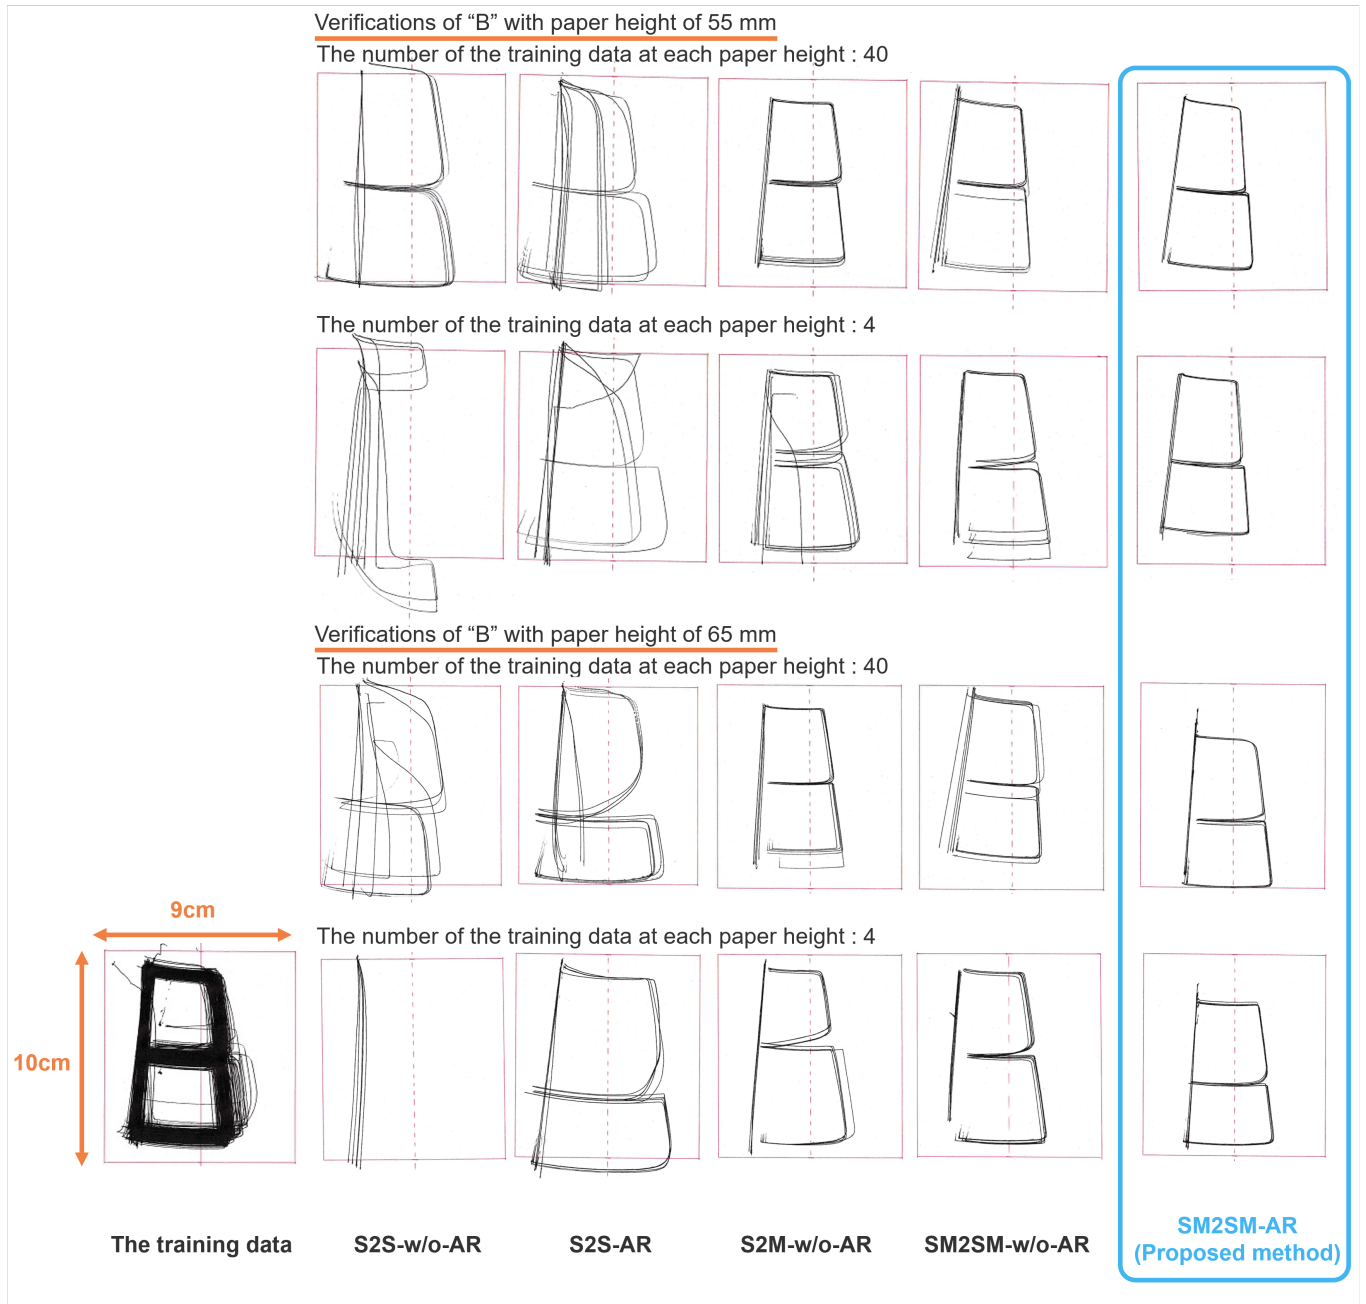 Verifications of “B” with paper height of 55 mm
The number of the training data at each paper height : 40
The number of the training data at each paper height : 4
Verifications of “B” with paper height of 65 mm
The number of the training data at each paper height : 40
9cm
The number of the training data at each paper height : 4
10cm
The training data
S2S-w/o-AR
S2S-AR
S2M-w/o-AR
SM2SM-w/o-AR
SM2SM-AR
(Proposed method)